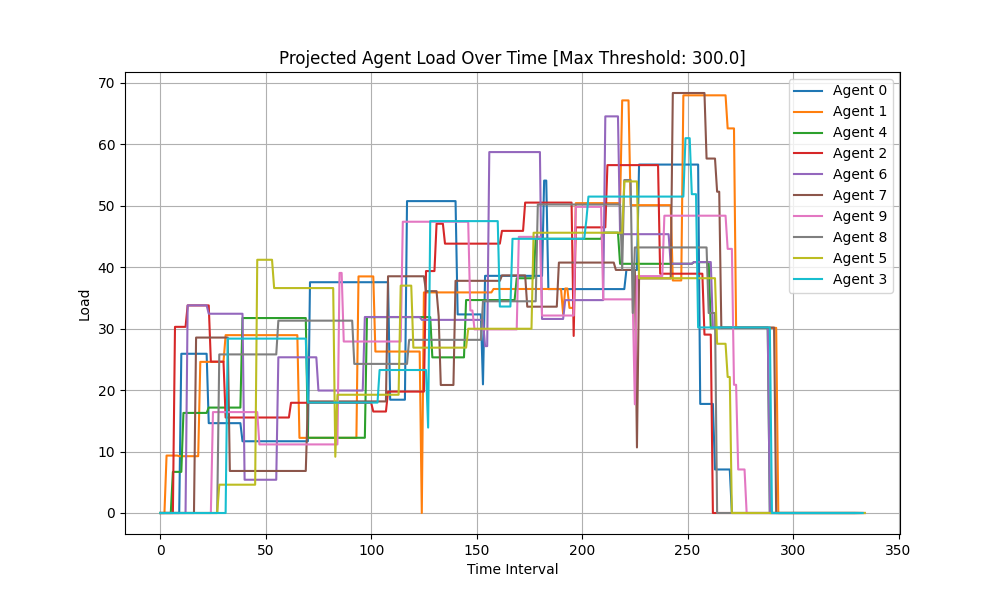 Projected Agent Load Over Time [Max Threshold: 300.0]
Load
70
60
50
40
30
20
10
0
0 50 100 150 200 250 300 350
Time Interval
Agent 0
Agent 1
Agent 4
Agent 2
Agent 6
Agent 7
Agent 9
Agent 8
Agent 5
Agent 3